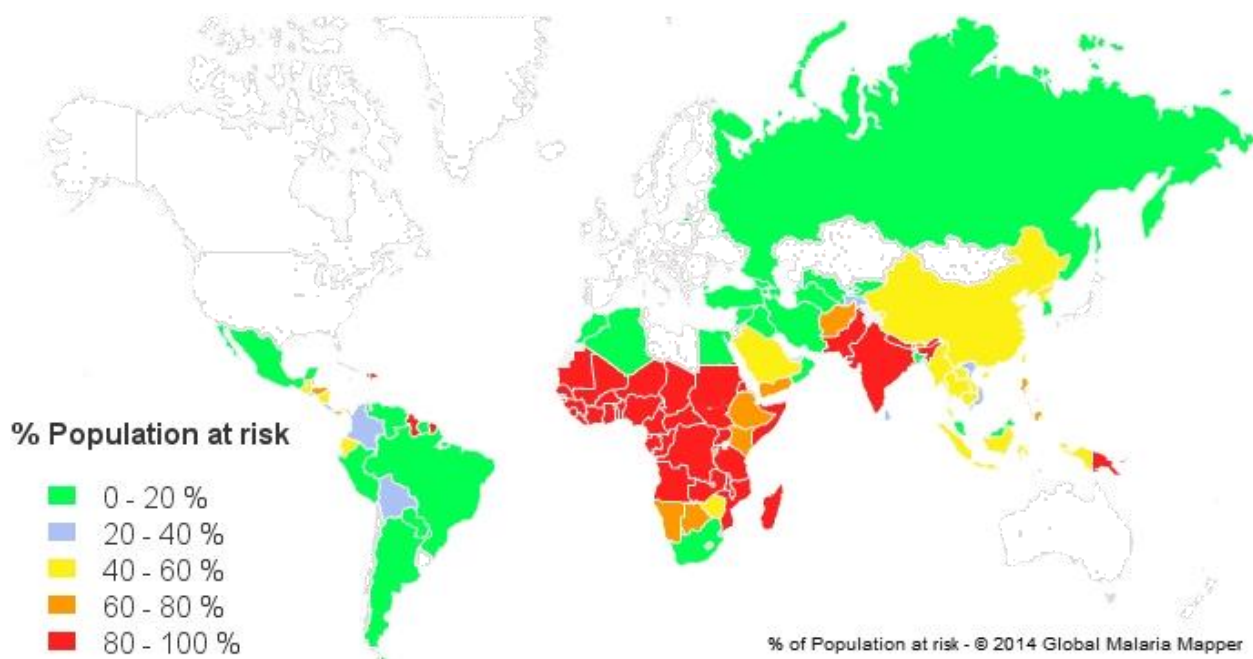 % Population at risk
0 - 20 %
20 - 40 %
40 - 60 %
60 - 80 %
80 - 100 %
% of Population at risk - © 2014 Global Malaria Mapper